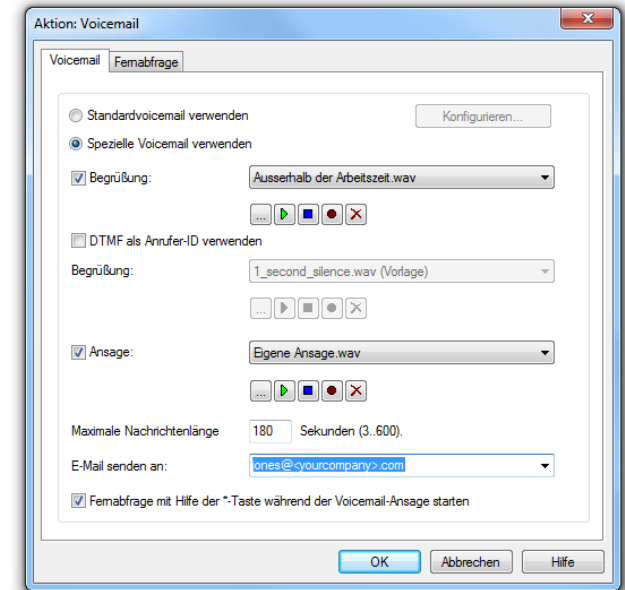 Aktion: Voicemail
Voicemail Fernabfrage
Standardvoicemail verwenden Konfigurieren...
Spezielle Voicemail verwenden
Begrüßung: Ausserhalb der Arbeitszeit.wav
...
DTMF als Anrufer-ID verwenden
Begrüßung: 1_second_silence.wav (Vorlage)
...
Ansage: Eigene Ansage.wav
...
Maximale Nachrichtenlänge 180 Sekunden (3..600).
E-Mail senden an: jones@<yourcompany>.com
Fernabfrage mit Hilfe der *-Taste während der Voicemail-Ansage starten
OK Abbrechen Hilfe